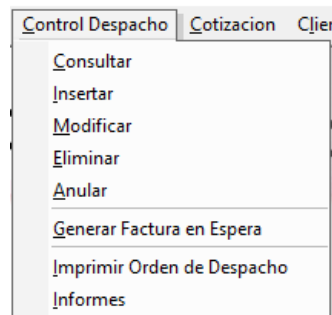 Control Despacho Cotizacion
Consultar
Insertar
Modificar
Eliminar
Anular
Generar Factura en Espera
Imprimir Orden de Despacho
Informes